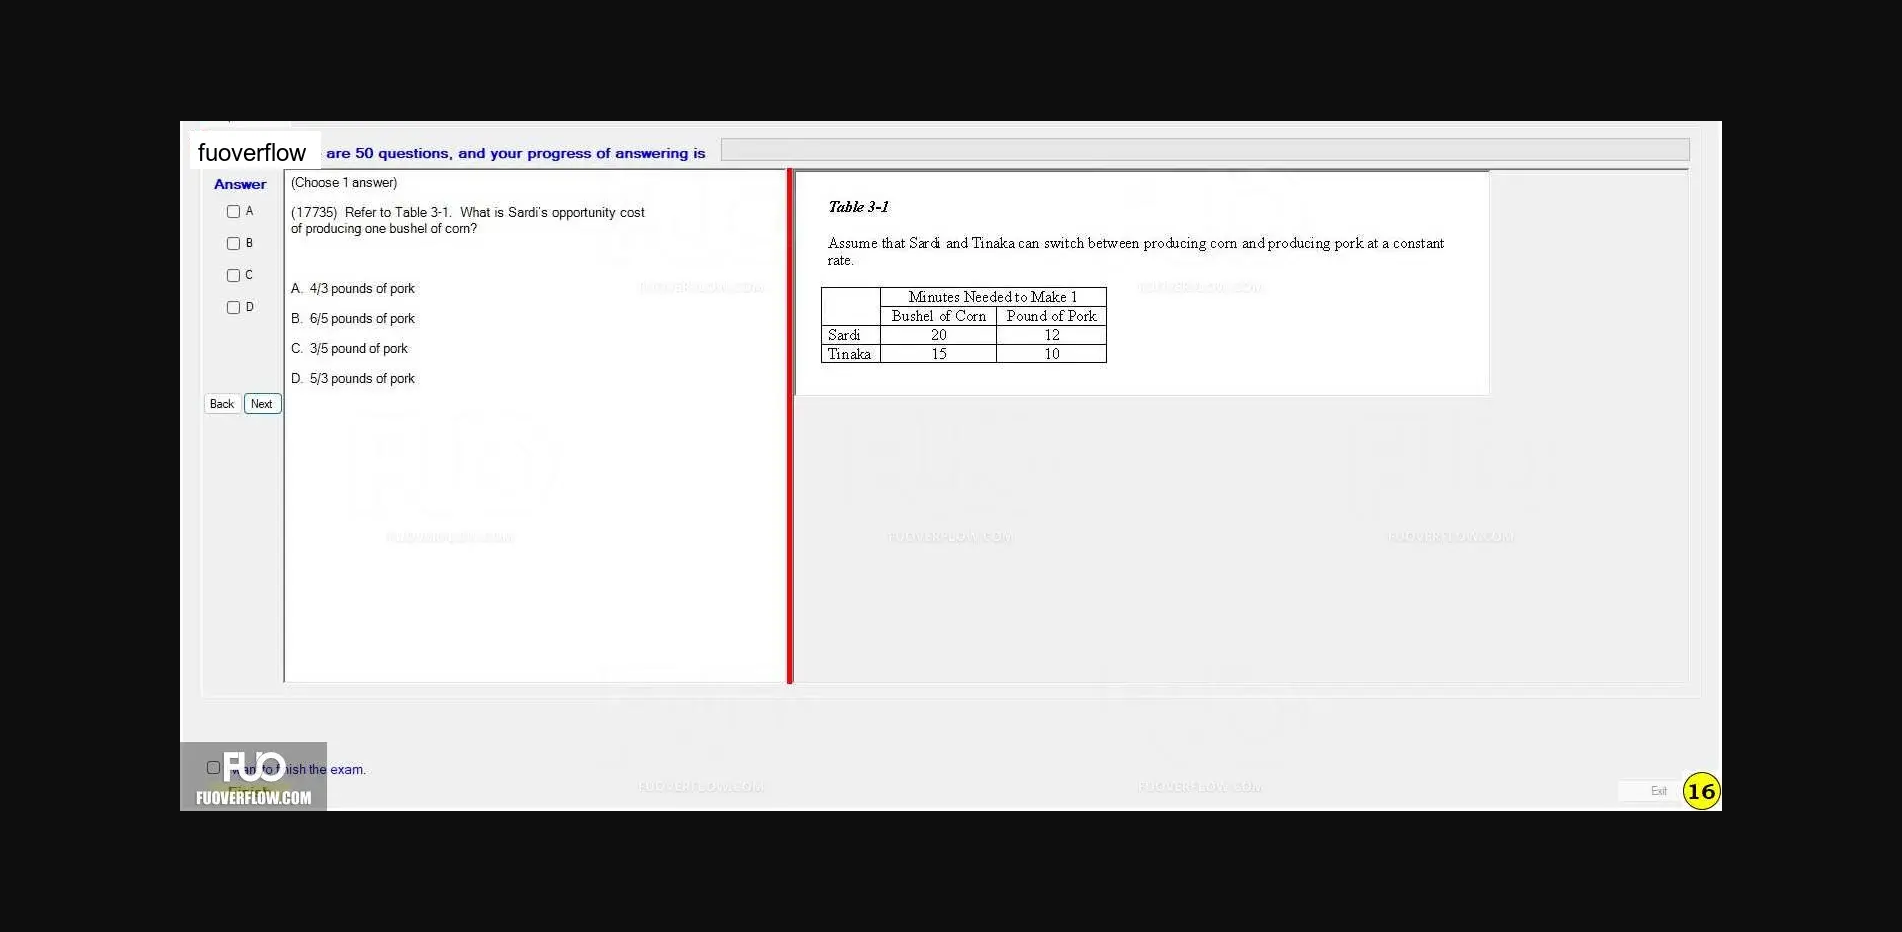 fuoverflow are 50 questions, and your progress of answering is
Answer
A
B
C
D
Back Next
(Choose 1 answer)
(17735) Refer to Table 3-1. What is Sardi's opportunity cost
of producing one bushel of corn?
A. 4/3 pounds of pork
B. 6/5 pounds of pork
C. 3/5 pound of pork
D. 5/3 pounds of pork
Table 3-1
Assume that Sardi and Tinaka can switch between producing corn and producing pork at a constant
rate.
Minutes Needed to Make 1
Bushel of Corn Pound of Pork
Sardi 20 12
Tinaka 15 10
FUOVERFLOW.COM FUOVERFLOW.COM
FUOVERFLOW.COM FUOVERFLOW.COM FUOVERFLOW.COM
FUOVERFLOW.COM FUOVERFLOW.COM
FUO
the exam.
FUOVERFLOW.COM
Exit 16